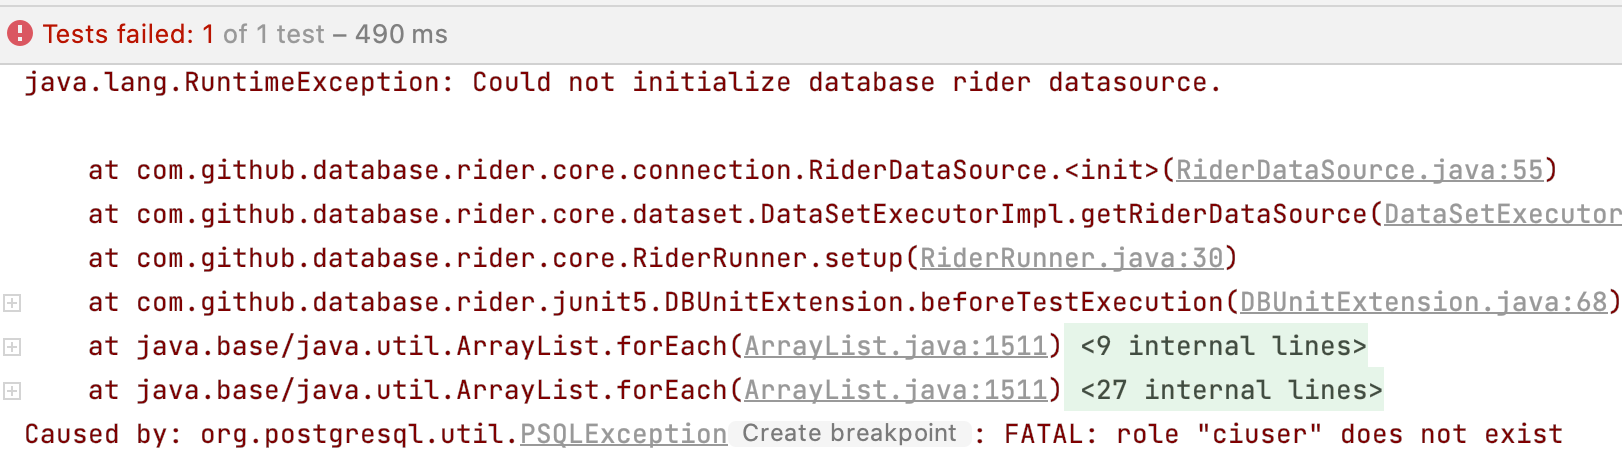 Tests failed: 1 of 1 test – 490 ms
java.lang.RuntimeException: Could not initialize database rider datasource.
at com.github.database.rider.core.connection.RiderDataSource.<init>(RiderDataSource.java:55)
at com.github.database.rider.core.dataset.DataSetExecutorImpl.getRiderDataSource(DataSetExecutor
at com.github.database.rider.core.RiderRunner.setup(RiderRunner.java:30)
at com.github.database.rider.junit5.DBUnitExtension.beforeTestExecution(DBUnitExtension.java:68)
at java.base/java.util.ArrayList.forEach(ArrayList.java:1511) <9 internal lines>
at java.base/java.util.ArrayList.forEach(ArrayList.java:1511) <27 internal lines>
Caused by: org.postgresql.util.PSQLException Create breakpoint : FATAL: role "ciuser" does not exist